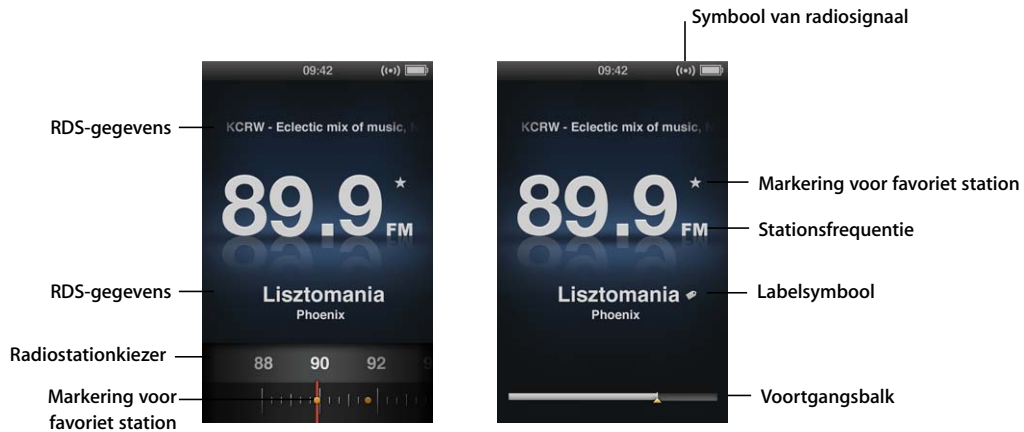 Symbool van radiosignaal
09:42
RDS-gegevens
KCRW - Eclectic mix of music,
89.9
FM
RDS-gegevens
Lisztomania
Phoenix
Radiostationkiezer
88 90 92
Markering voor
favoriet station
09:42
KCRW - Eclectic mix of music,
89.9
FM
Markering voor favoriet station
Stationsfrequentie
Lisztomania
Phoenix
Labelsymbool
Voortgangsbalk